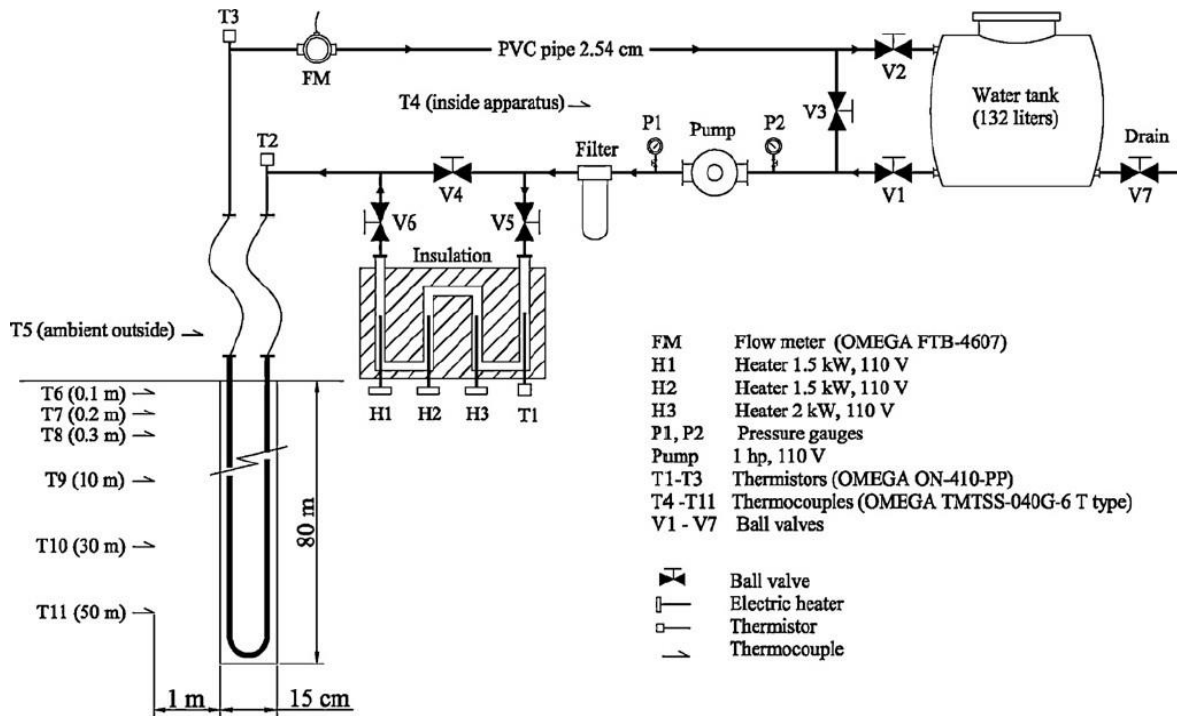 T3
FM
PVC pipe 2.54 cm
V2
Water tank
(132 liters)
T4 (inside apparatus)
V3
P1
Pump
P2
Filter
Drain
T2
V4
V1
V7
V6
V5
Insulation
T5 (ambient outside)
H1
H2
H3
T1
T6 (0.1 m)
T7 (0.2 m)
T8 (0.3 m)
T9 (10 m)
T10 (30 m)
T11 (50 m)
80 m
1 m
15 cm
FM Flow meter (OMEGA FTB-4607)
H1 Heater 1.5 kW, 110 V
H2 Heater 1.5 kW, 110 V
H3 Heater 2 kW, 110 V
P1, P2 Pressure gauges
Pump 1 hp, 110 V
T1-T3 Thermistors (OMEGA ON-410-PP)
T4 -T11 Thermocouples (OMEGA TMTSS-040G-6 T type)
V1 - V7 Ball valves
Ball valve
Electric heater
Thermistor
Thermocouple